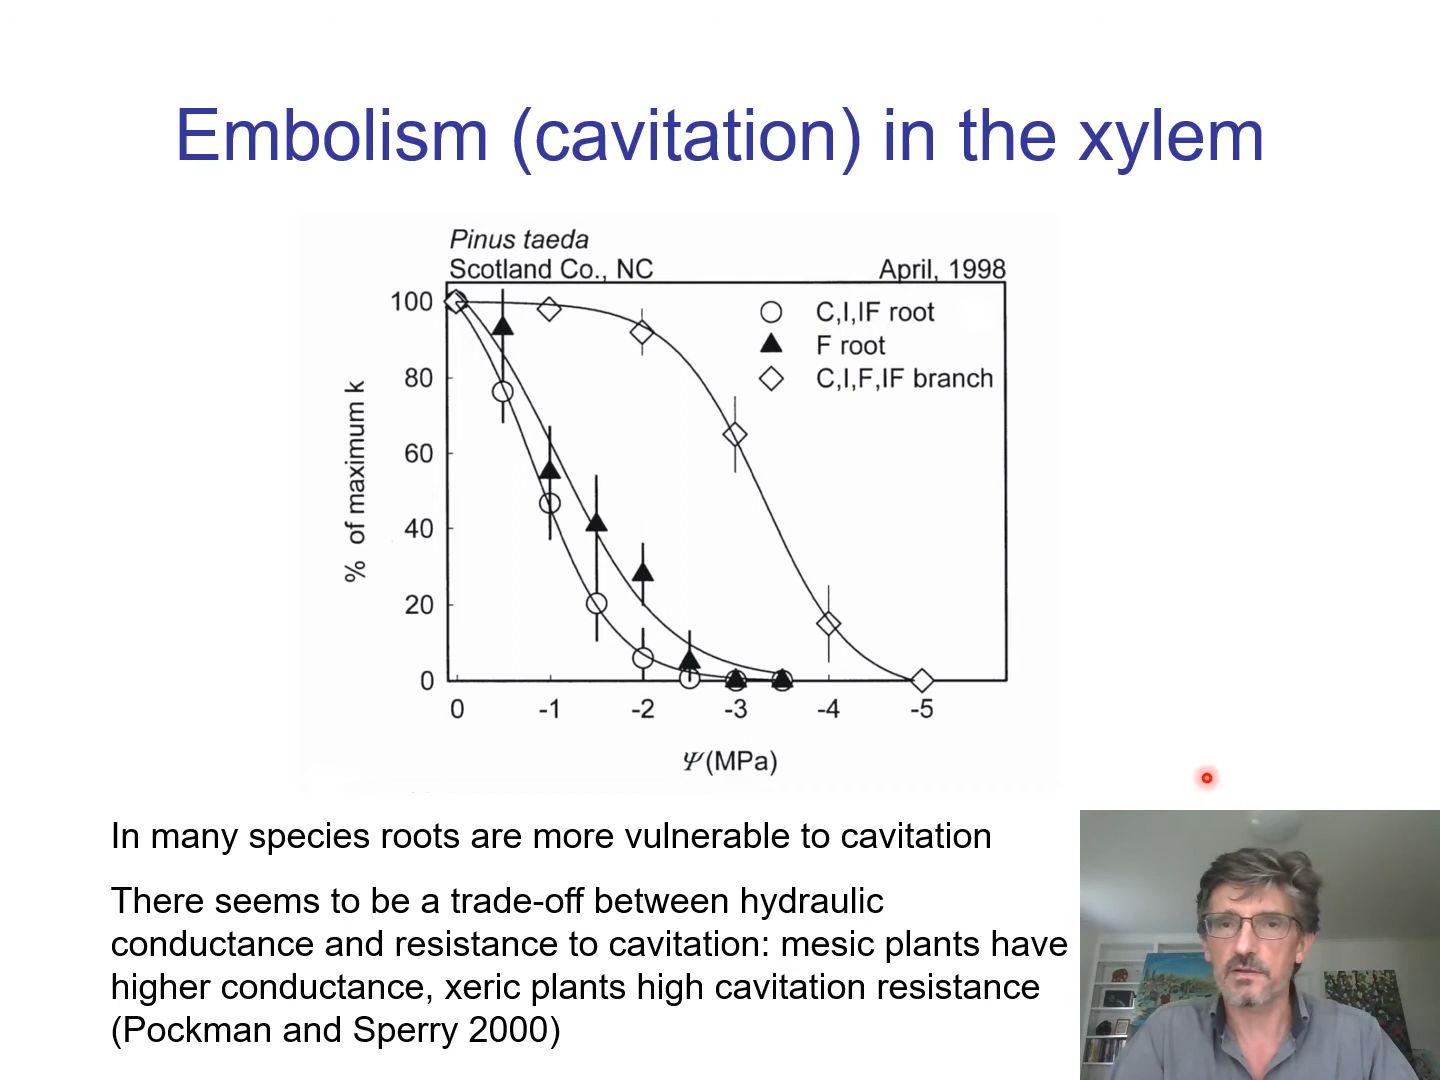 Embolism (cavitation) in the xylem
Pinus taeda
Scotland Co., NC
April, 1998
100
80
60
40
20
0
% of maximum k
C,I,IF root
F root
C,I,F,IF branch
0 -1 -2 -3 -4 -5
Ψ(MPa)
In many species roots are more vulnerable to cavitation
There seems to be a trade-off between hydraulic
conductance and resistance to cavitation: mesic plants have
higher conductance, xeric plants high cavitation resistance
(Pockman and Sperry 2000)